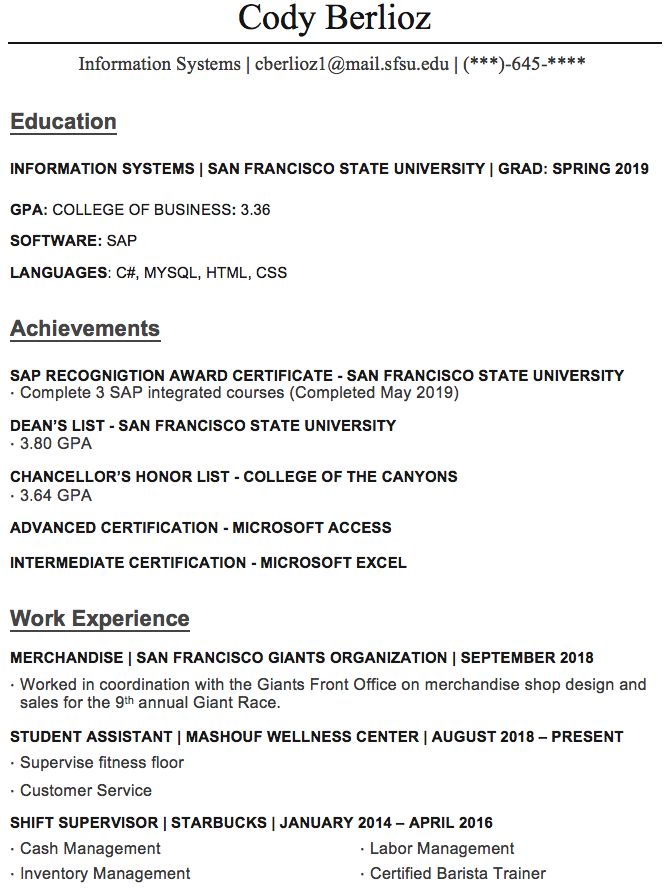 Cody Berlioz
Information Systems | cberlioz1@mail.sfsu.edu | (***)-645-****
Education
INFORMATION SYSTEMS | SAN FRANCISCO STATE UNIVERSITY | GRAD: SPRING 2019
GPA: COLLEGE OF BUSINESS: 3.36
SOFTWARE: SAP
LANGUAGES: C#, MYSQL, HTML, CSS
Achievements
SAP RECOGNIGTION AWARD CERTIFICATE - SAN FRANCISCO STATE UNIVERSITY
· Complete 3 SAP integrated courses (Completed May 2019)
DEAN’S LIST - SAN FRANCISCO STATE UNIVERSITY
· 3.80 GPA
CHANCELLOR’S HONOR LIST - COLLEGE OF THE CANYONS
· 3.64 GPA
ADVANCED CERTIFICATION - MICROSOFT ACCESS
INTERMEDIATE CERTIFICATION - MICROSOFT EXCEL
Work Experience
MERCHANDISE | SAN FRANCISCO GIANTS ORGANIZATION | SEPTEMBER 2018
· Worked in coordination with the Giants Front Office on merchandise shop design and
sales for the 9th annual Giant Race.
STUDENT ASSISTANT | MASHOUF WELLNESS CENTER | AUGUST 2018 – PRESENT
· Supervise fitness floor
· Customer Service
SHIFT SUPERVISOR | STARBUCKS | JANUARY 2014 – APRIL 2016
· Cash Management · Labor Management
· Inventory Management · Certified Barista Trainer